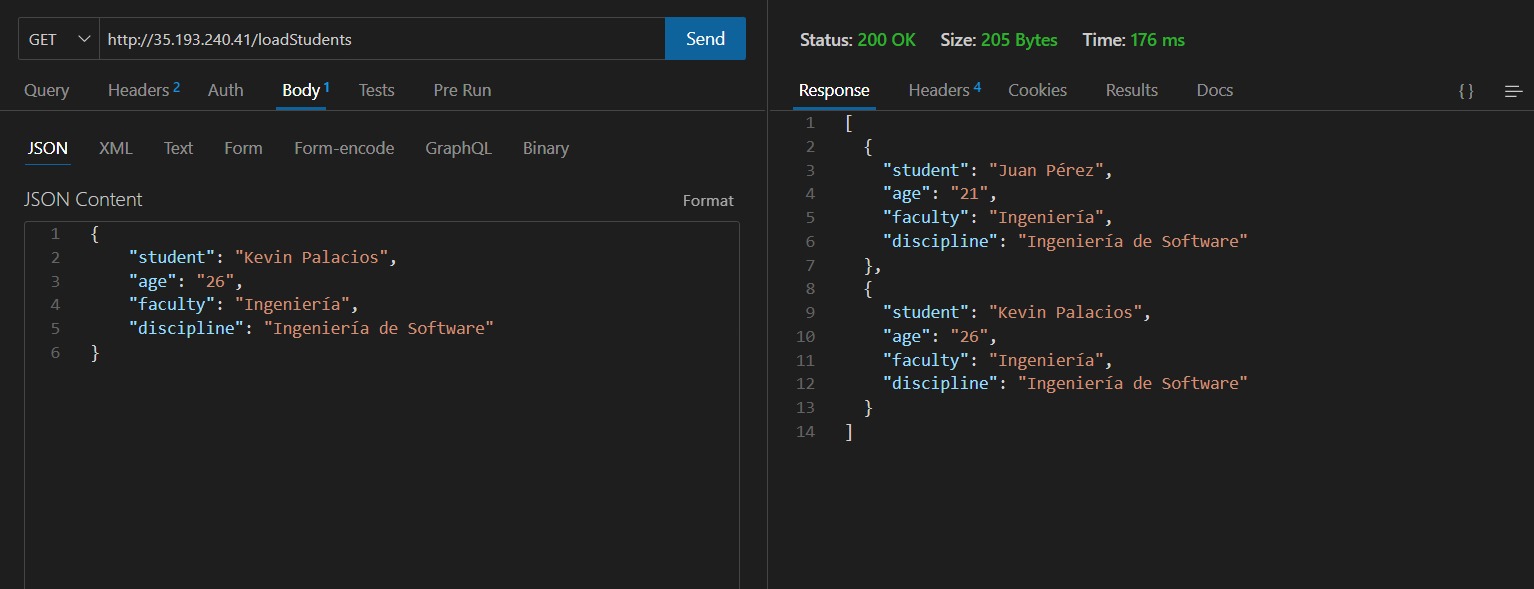 GET http://35.193.240.41/loadStudents Send
Query Headers 2 Auth Body 1 Tests Pre Run
JSON XML Text Form Form-encode GraphQL Binary
JSON Content Format
1 {
2 "student": "Kevin Palacios",
3 "age": "26",
4 "faculty": "Ingeniería",
5 "discipline": "Ingeniería de Software"
6 }
Status: 200 OK Size: 205 Bytes Time: 176 ms
Response Headers 4 Cookies Results Docs { }
1 [
2 {
3 "student": "Juan Pérez",
4 "age": "21",
5 "faculty": "Ingeniería",
6 "discipline": "Ingeniería de Software"
7 },
8 {
9 "student": "Kevin Palacios",
10 "age": "26",
11 "faculty": "Ingeniería",
12 "discipline": "Ingeniería de Software"
13 }
14 ]